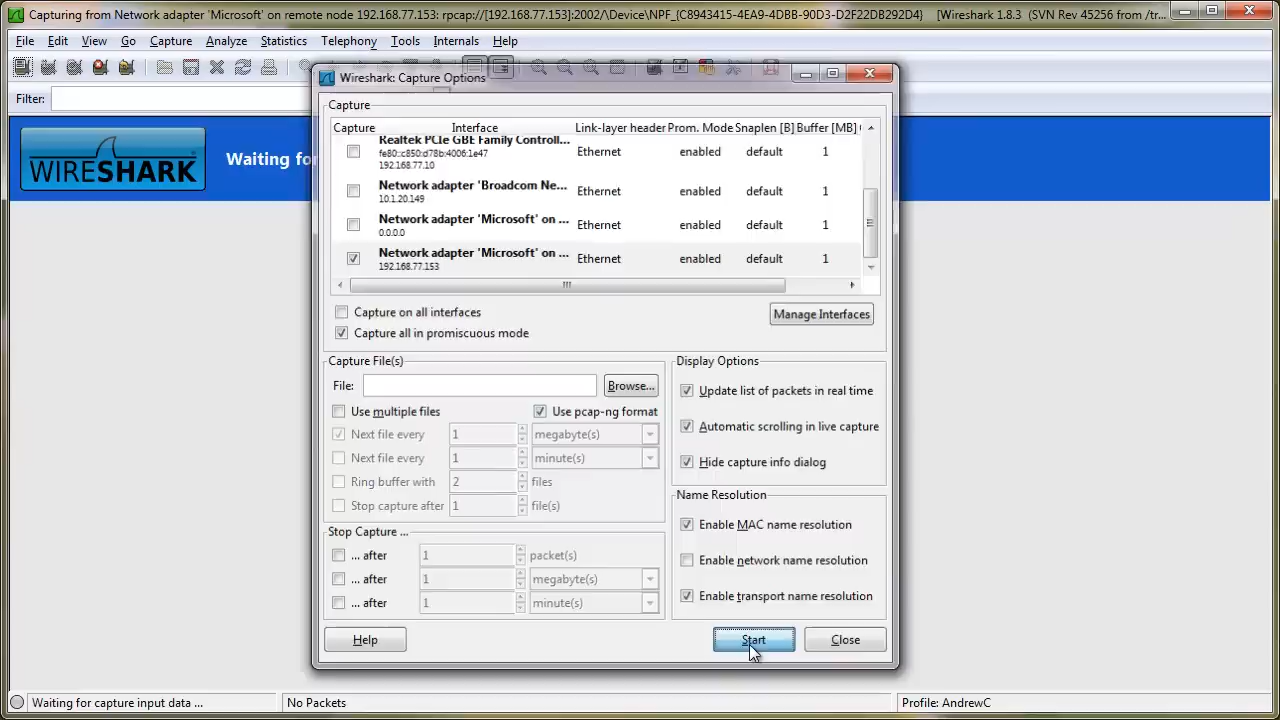 Capturing from Network adapter 'Microsoft' on remote node 192.168.77.153: rpcap://[192.168.77.153]:2002/\Device\NPF_{C8943415-4EA9-4DBB-90D3-D2F22DB292D4} [Wireshark 1.8.3 (SVN Rev 45256 from /tr...
File Edit View Go Capture Analyze Statistics Telephony Tools Internals Help
Wireshark: Capture Options
Filter:
Capture
Capture Interface Link-layer header Prom. Mode Snaplen [B] Buffer [MB]
WIRESHARK
Waiting fo
Realtek PCIe GBE Family Controll...
fe80::c850:d78b:4006:1e47
192.168.77.10
Ethernet enabled default 1
Network adapter 'Broadcom Ne...
10.1.20.149
Ethernet enabled default 1
Network adapter 'Microsoft' on ...
0.0.0.0
Ethernet enabled default 1
Network adapter 'Microsoft' on ...
192.168.77.153
Ethernet enabled default 1
Capture on all interfaces
Manage Interfaces
Capture all in promiscuous mode
Capture File(s)
File:
Browse...
Use multiple files
Use pcap-ng format
Next file every 1 megabyte(s)
Next file every 1 minute(s)
Ring buffer with 2 files
Stop capture after 1 file(s)
Stop Capture ...
... after 1 packet(s)
... after 1 megabyte(s)
... after 1 minute(s)
Display Options
Update list of packets in real time
Automatic scrolling in live capture
Hide capture info dialog
Name Resolution
Enable MAC name resolution
Enable network name resolution
Enable transport name resolution
Help
Start
Close
Waiting for capture input data ...
No Packets
Profile: AndrewC